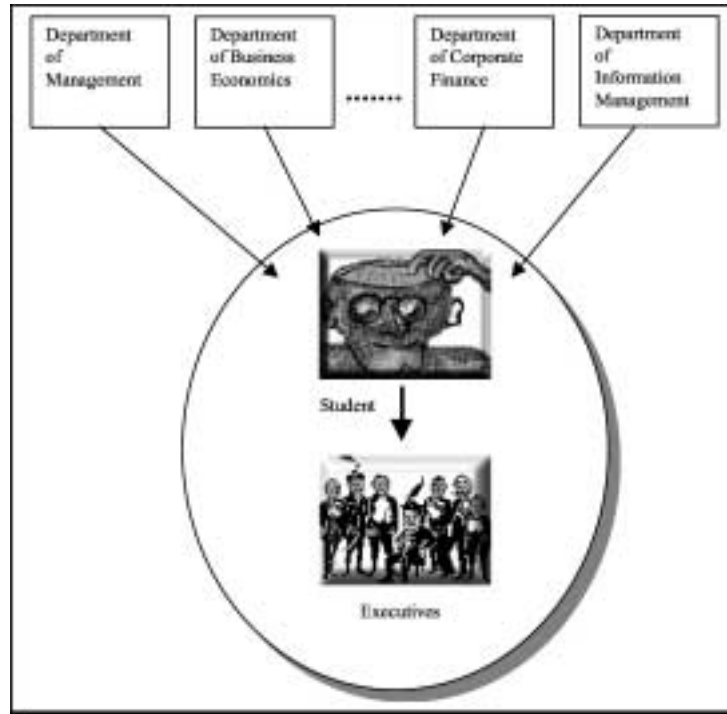 Department
of
Management
Department
of Business
Economics
.......
Department
of Corporate
Finance
Department
of
Information
Management
Student
Executives